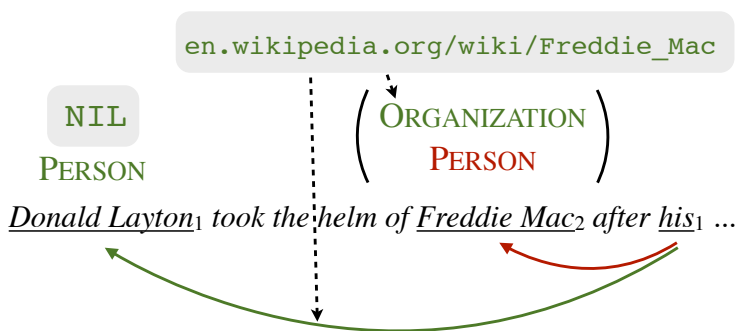 en.wikipedia.org/wiki/Freddie_Mac
NIL
PERSON
ORGANIZATION
PERSON
Donald Layton1 took the helm of Freddie Mac2 after his1 ...